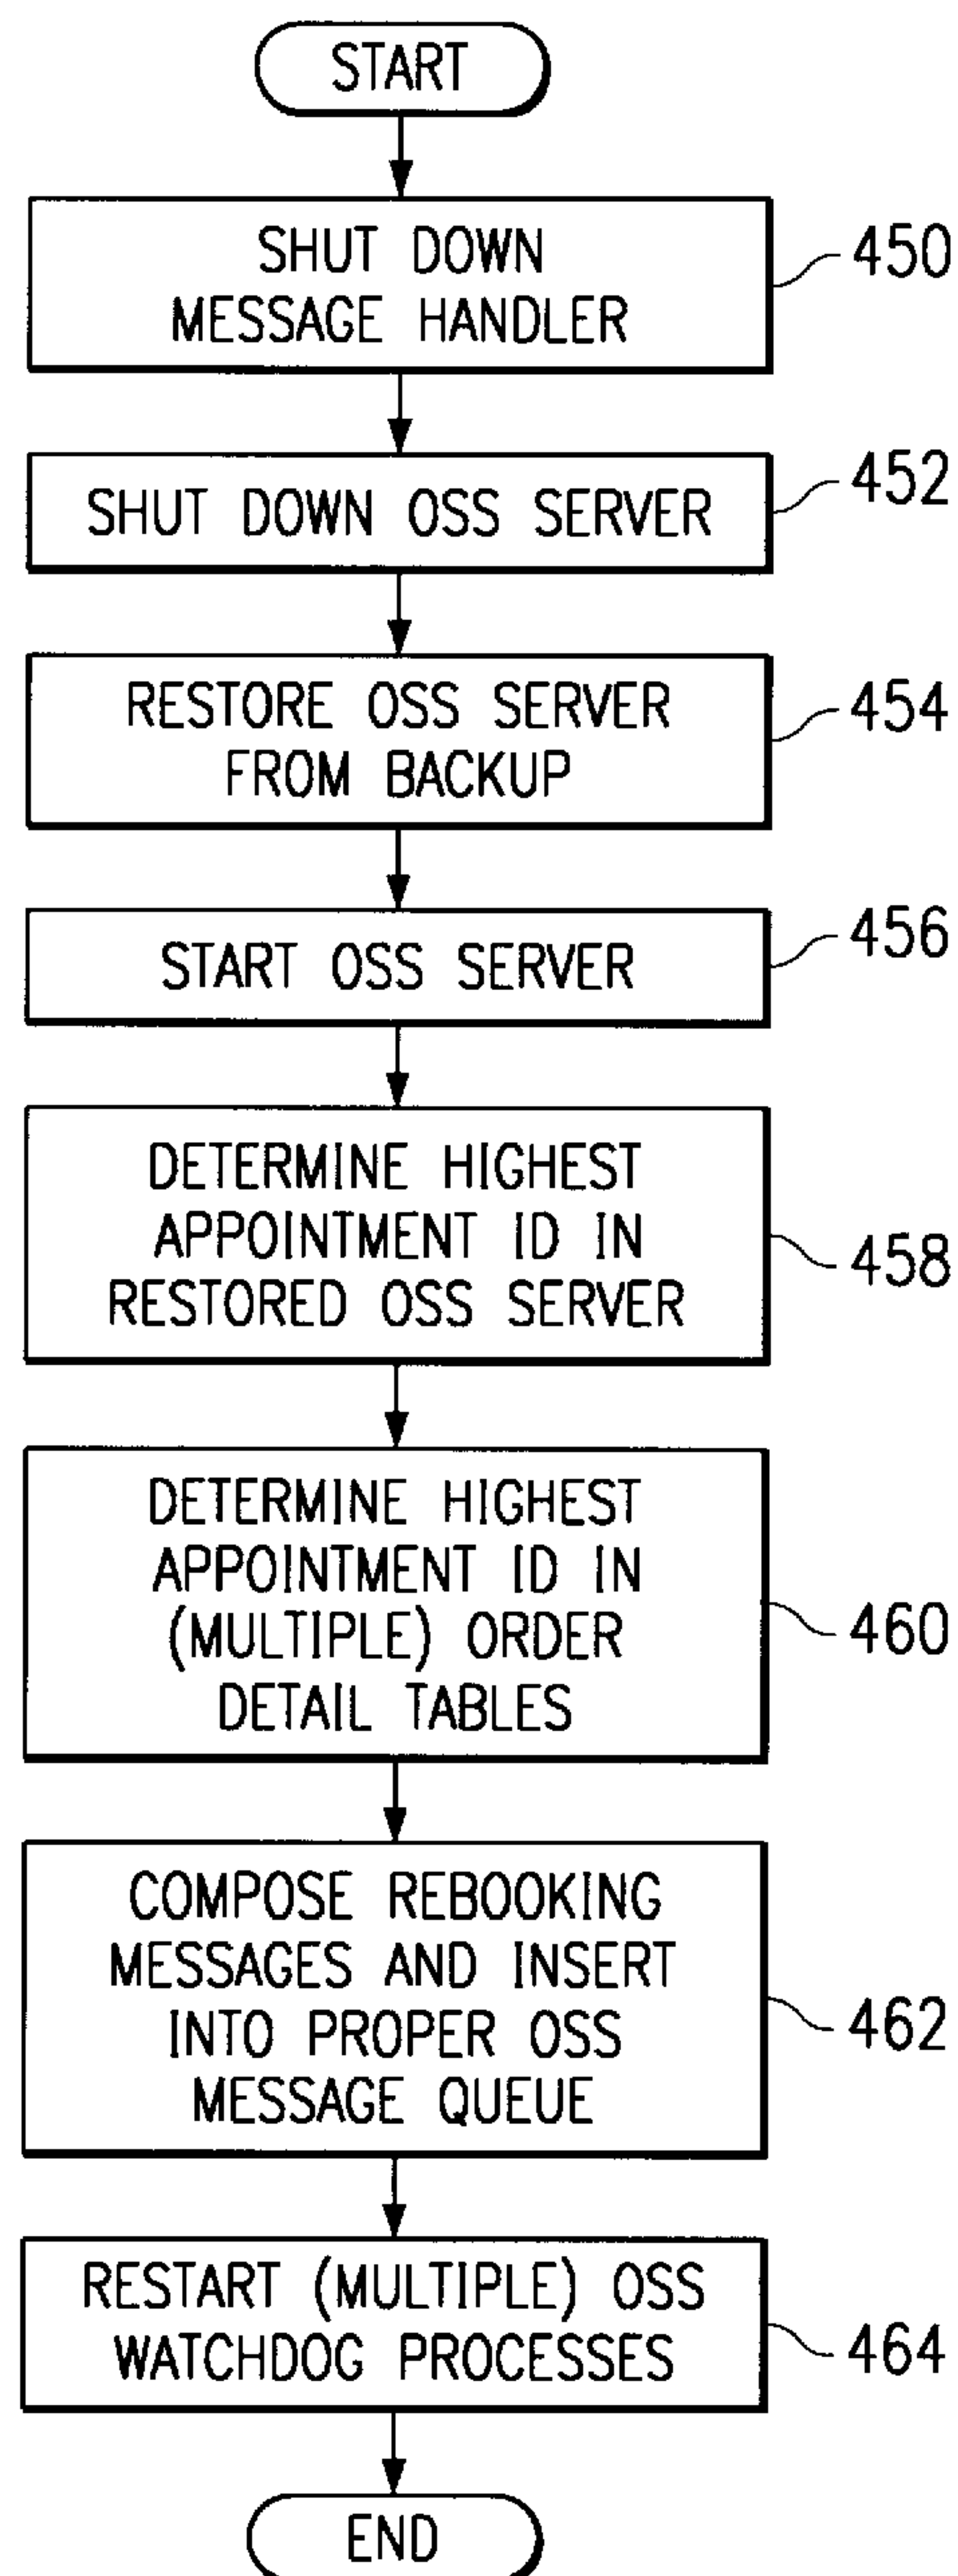 START
SHUT DOWN
MESSAGE HANDLER
450
SHUT DOWN OSS SERVER
452
RESTORE OSS SERVER
FROM BACKUP
454
START OSS SERVER
456
DETERMINE HIGHEST
APPOINTMENT ID IN
RESTORED OSS SERVER
458
DETERMINE HIGHEST
APPOINTMENT ID IN
(MULTIPLE) ORDER
DETAIL TABLES
460
COMPOSE REBOOKING
MESSAGES AND INSERT
INTO PROPER OSS
MESSAGE QUEUE
462
RESTART (MULTIPLE) OSS
WATCHDOG PROCESSES
464
END